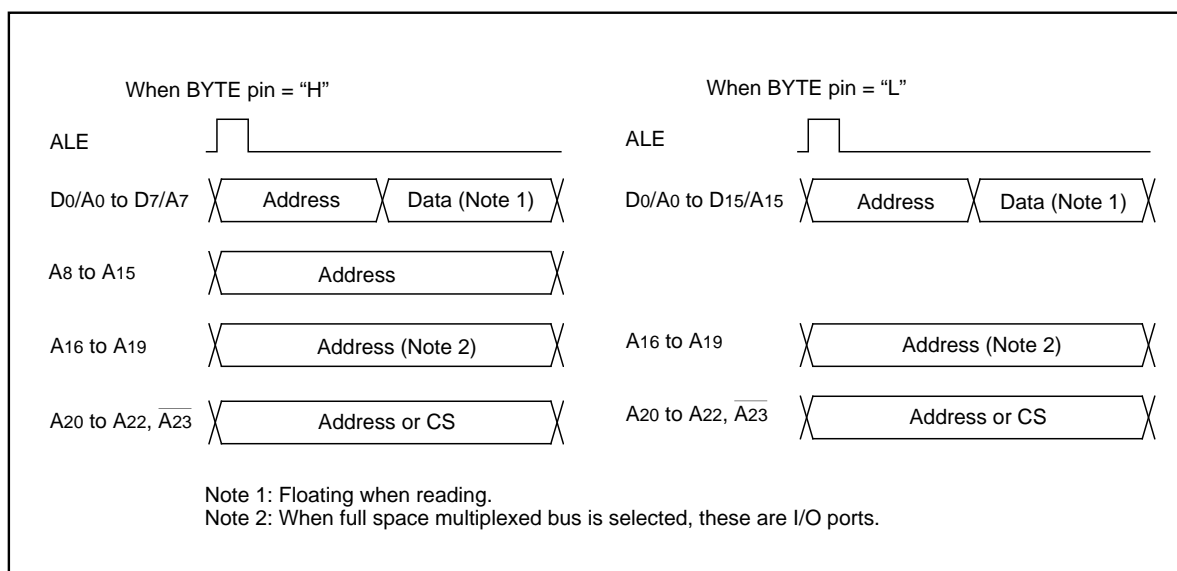 When BYTE pin = “H”
ALE
D0/A0 to D7/A7
Address
Data (Note 1)
A8 to A15
Address
A16 to A19
Address (Note 2)
A20 to A22, A23
Address or CS
When BYTE pin = “L”
ALE
D0/A0 to D15/A15
Address
Data (Note 1)
A16 to A19
Address (Note 2)
A20 to A22, A23
Address or CS
Note 1: Floating when reading.
Note 2: When full space multiplexed bus is selected, these are I/O ports.